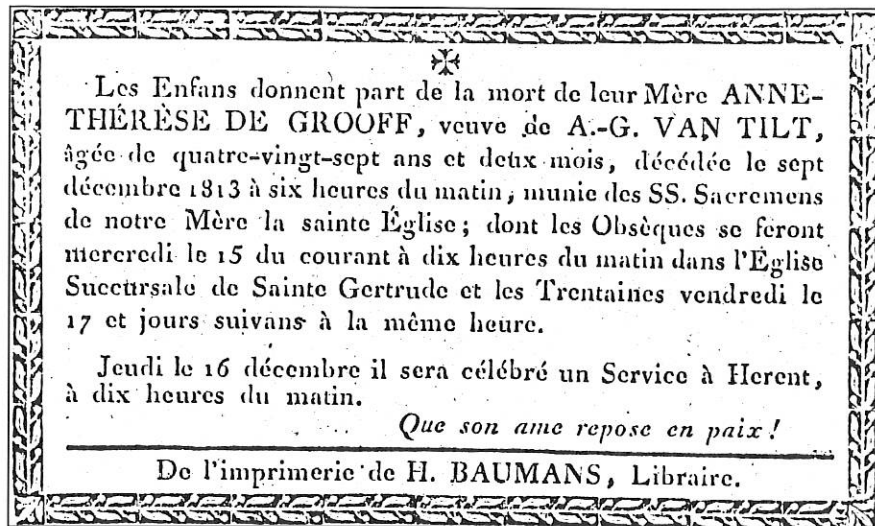 Les Enfans donnent part de la mort de leur Mère ANNE-
THÉRÈSE DE GROOFF, veuve de A.-G. VAN TILT,
âgée de quatre-vingt-sept ans et deux mois, décédée le sept
décembre 1813 à six heures du matin, munie des SS. Sacremens
de notre Mère la sainte Église; dont les Obsèques se feront
mercredi le 15 du courant à dix heures du matin dans l'Église
Succursale de Sainte Gertrude et les Trentaines vendredi le
17 et jours suivans à la même heure.
Jeudi le 16 décembre il sera célébré un Service à Herent,
à dix heures du matin.
Que son ame repose en paix!
De l'imprimerie de H. BAUMANS, Libraire.